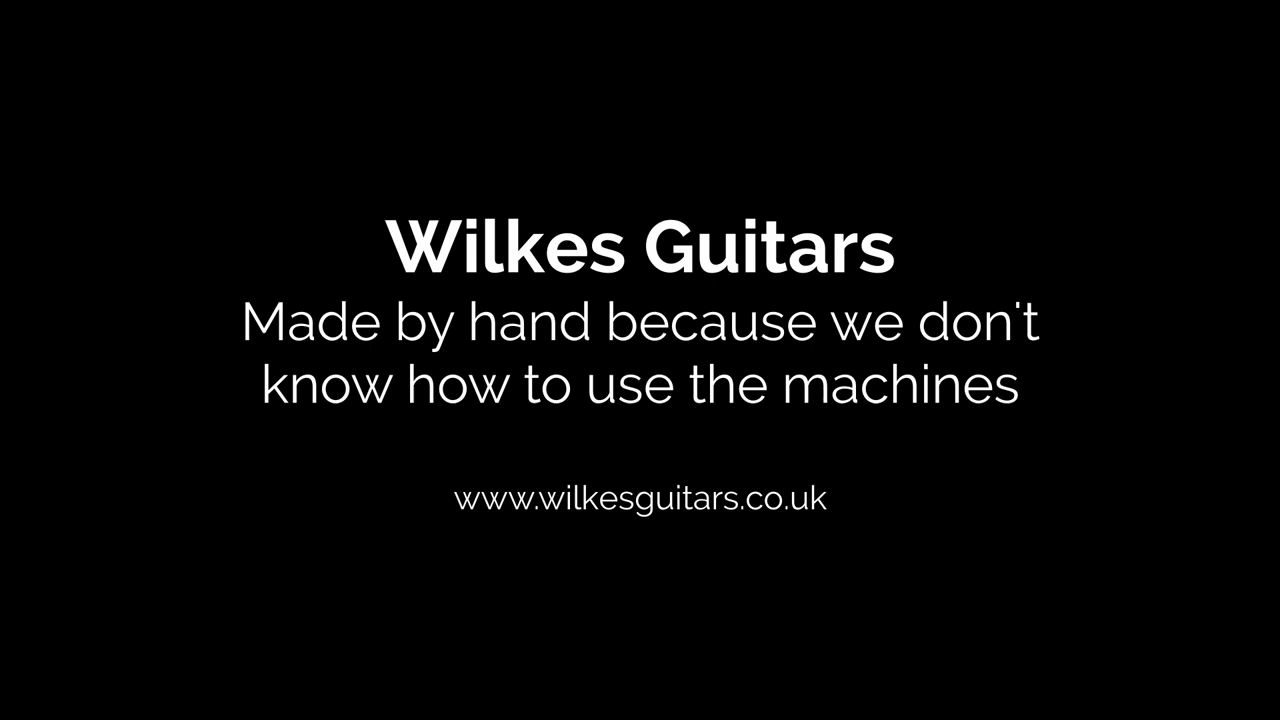 Wilkes Guitars
Made by hand because we don't
know how to use the machines
www.wilkesguitars.co.uk